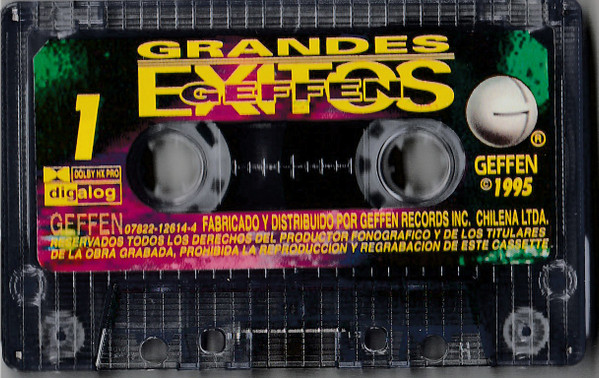 GRANDES
EXITOS
GEFFEN
1
G
®
DOLBY HX PRO
digalog
GEFFEN
©1995
GEFFEN 07822-12614-4 FABRICADO Y DISTRIBUIDO POR GEFFEN RECORDS INC. CHILENA LTDA.
RESERVADOS TODOS LOS DERECHOS DEL PRODUCTOR FONOGRAFICO Y DE LOS TITULARES
DE LA OBRA GRABADA, PROHIBIDA LA REPRODUCCION Y REGRABACION DE ESTE CASSETTE